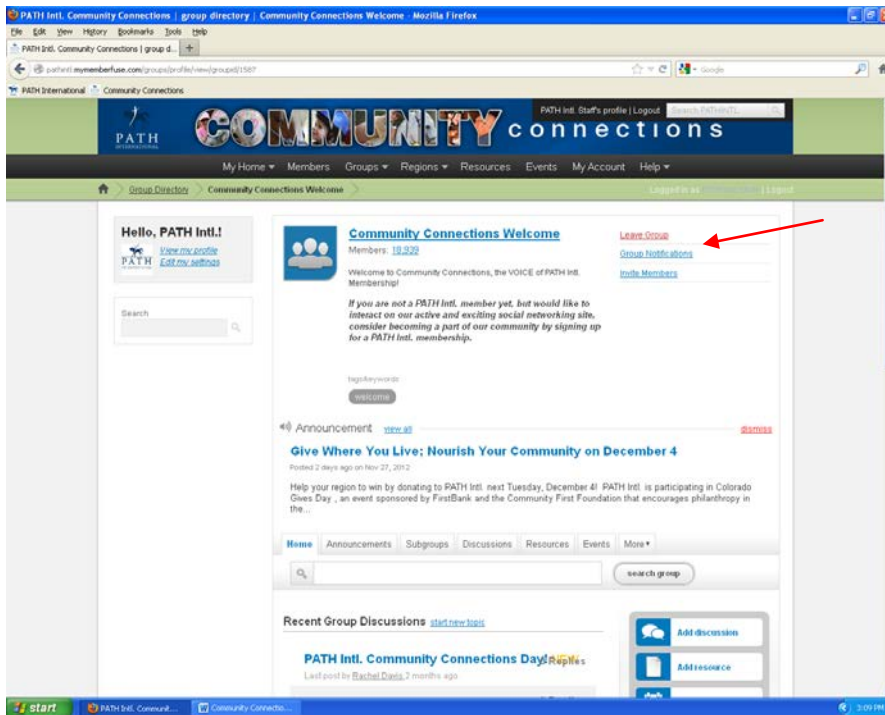 PATH Intl. Community Connections | group directory | Community Connections Welcome - Mozilla Firefox
File Edit View History Bookmarks Tools Help
PATH Intl. Community Connections | group d... +
pathintl.mymemberfuse.com/groups/profile/view/groupid/1587
Google
PATH International Community Connections
PATH
INTERNATIONAL
COMMUNITY connections
PATH Intl. Staff's profile | Logout Search PATHINTL.
My Home Members Groups Regions Resources Events My Account Help
Group Directory Community Connections Welcome
Logged in as | Logout
Hello, PATH Intl.!
View my profile
Edit my settings
PATH
Search
Community Connections Welcome
Members: 18,939
Welcome to Community Connections, the VOICE of PATH Intl.
Membership!
If you are not a PATH Intl. member yet, but would like to
interact on our active and exciting social networking site,
consider becoming a part of our community by signing up
for a PATH Intl. membership.
tags/keywords:
welcome
Leave Group
Group Notifications
Invite Members
Announcement view all dismiss
Give Where You Live; Nourish Your Community on December 4
Posted 2 days ago on Nov 27, 2012
Help your region to win by donating to PATH Intl. next Tuesday, December 4! PATH Intl. is participating in Colorado
Gives Day , an event sponsored by FirstBank and the Community First Foundation that encourages philanthropy in
the...
Home Announcements Subgroups Discussions Resources Events More
search group
Recent Group Discussions start new topic
PATH Intl. Community Connections Day!
Replies
Last post by Rachel Davis 2 months ago
Add discussion
Add resource
start PATH Intl. Communit... Community Connectio... 3:09 PM